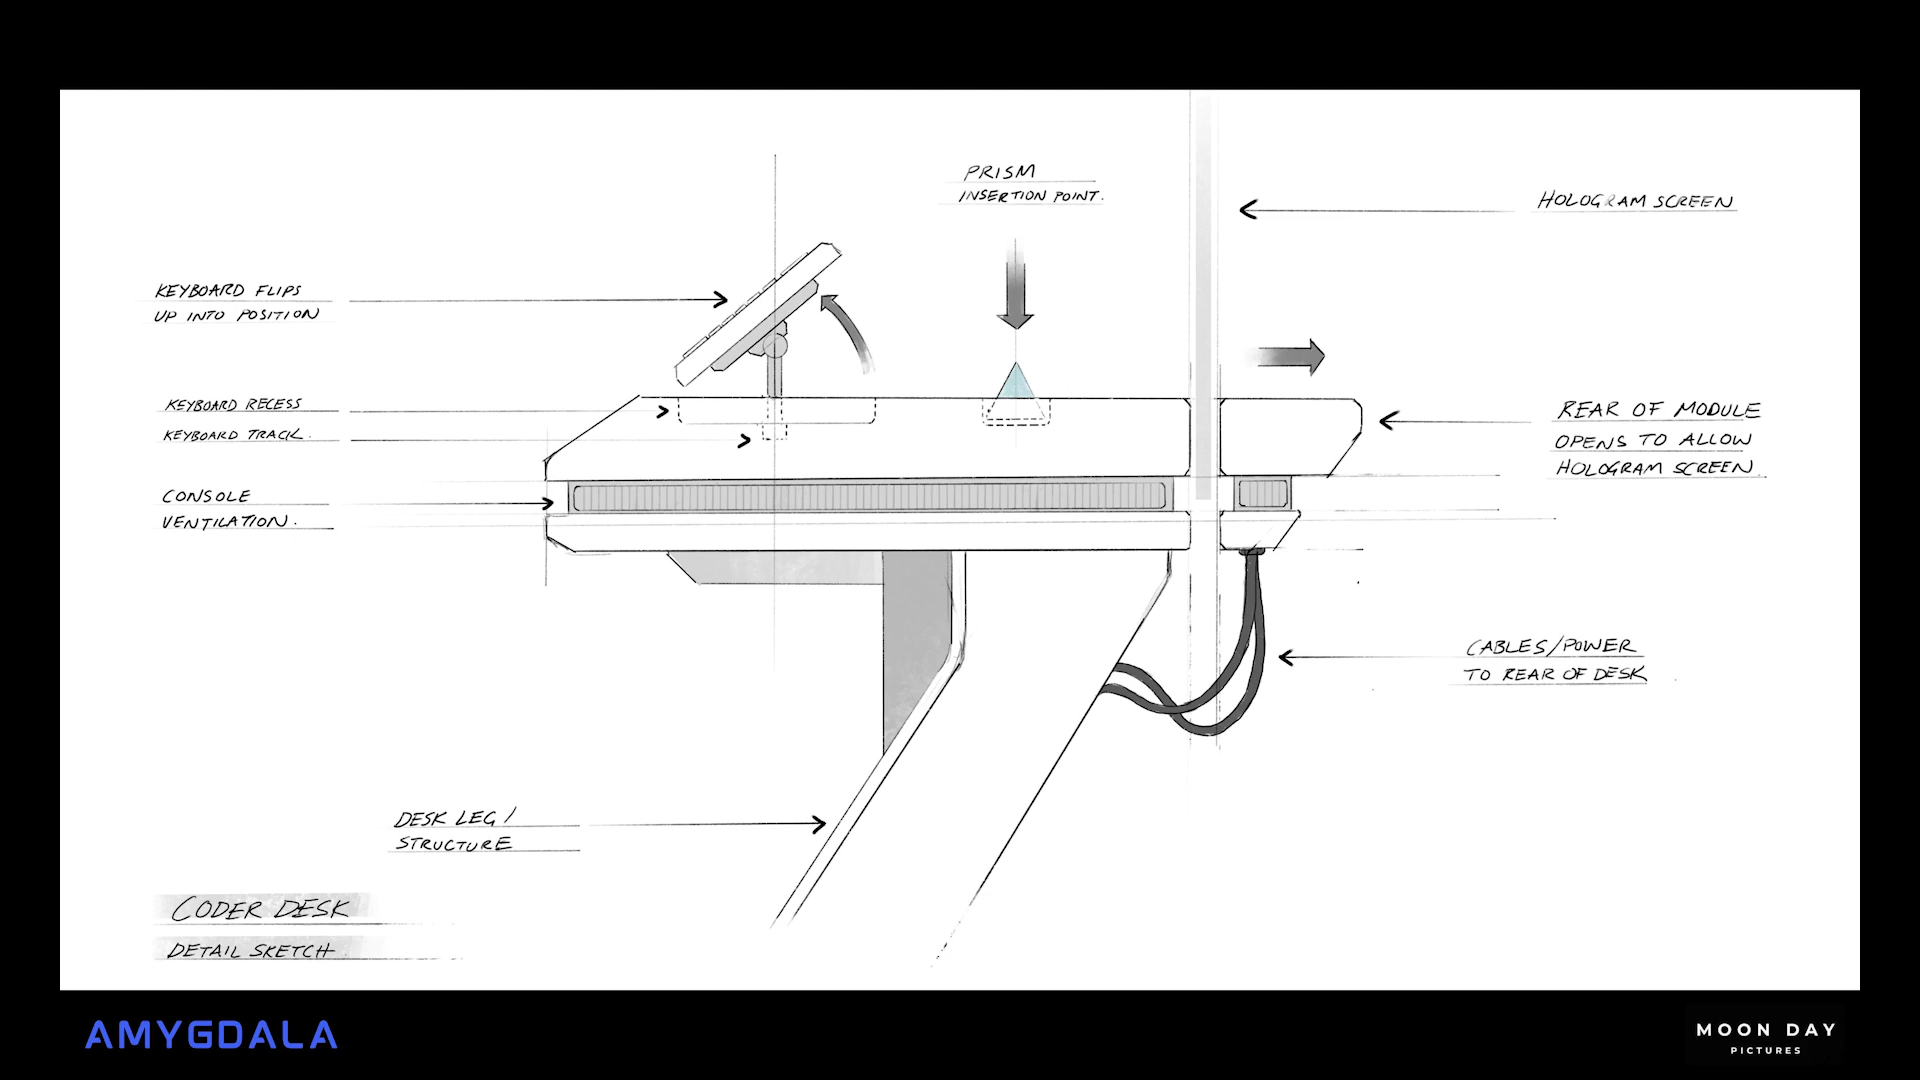 PRISM
INSERTION POINT.
HOLOGRAM SCREEN
KEYBOARD FLIPS
UP INTO POSITION
KEYBOARD RECESS
KEYBOARD TRACK.
REAR OF MODULE
OPENS TO ALLOW
HOLOGRAM SCREEN.
CONSOLE
VENTILATION.
CABLES/POWER
TO REAR OF DESK
DESK LEG/
STRUCTURE
CODER DESK
DETAIL SKETCH.
AMYGDALA
MOON DAY
PICTURES